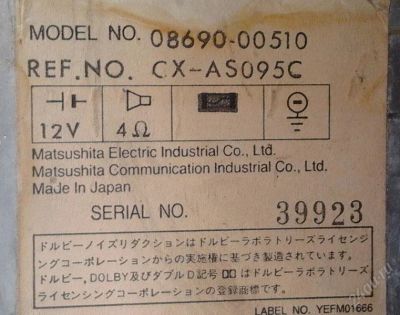 MODEL NO. 08690-00510
REF.NO. CX-AS095C
12V 4Ω
Matsushita Electric Industrial Co., Ltd.
Matsushita Communication Industrial Co., Ltd.
Made In Japan
SERIAL NO. 39923
ドルビーノイズリダクションはドルビーラボラトリーズライセンシ
ングコーポレーションからの実施権に基づき製造されています。
ドルビー,DOLBY及びダブルD記号はドルビーラボラトリーズ
ライセンシングコーポレーションの登録商標です。
LABEL NO. YEFM01666